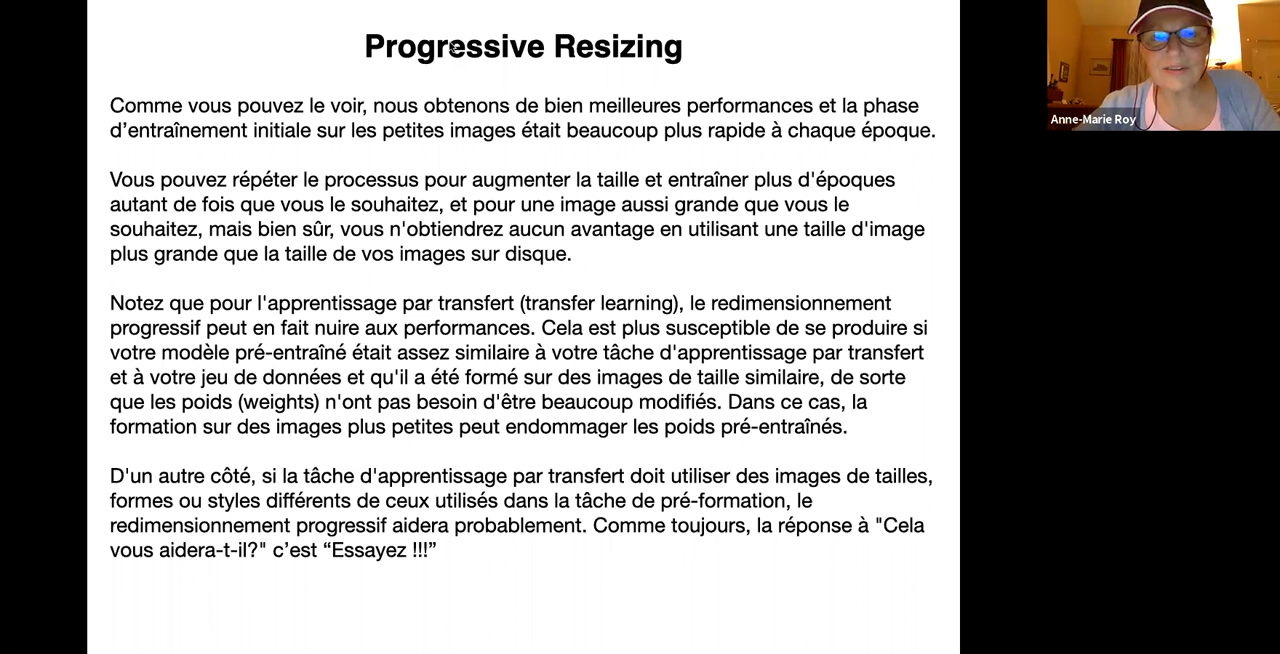 Progressive Resizing
Comme vous pouvez le voir, nous obtenons de bien meilleures performances et la phase
d’entraînement initiale sur les petites images était beaucoup plus rapide à chaque époque.
Vous pouvez répéter le processus pour augmenter la taille et entraîner plus d'époques
autant de fois que vous le souhaitez, et pour une image aussi grande que vous le
souhaitez, mais bien sûr, vous n'obtiendrez aucun avantage en utilisant une taille d'image
plus grande que la taille de vos images sur disque.
Notez que pour l'apprentissage par transfert (transfer learning), le redimensionnement
progressif peut en fait nuire aux performances. Cela est plus susceptible de se produire si
votre modèle pré-entraîné était assez similaire à votre tâche d'apprentissage par transfert
et à votre jeu de données et qu'il a été formé sur des images de taille similaire, de sorte
que les poids (weights) n'ont pas besoin d'être beaucoup modifiés. Dans ce cas, la
formation sur des images plus petites peut endommager les poids pré-entraînés.
D'un autre côté, si la tâche d'apprentissage par transfert doit utiliser des images de tailles,
formes ou styles différents de ceux utilisés dans la tâche de pré-formation, le
redimensionnement progressif aidera probablement. Comme toujours, la réponse à "Cela
vous aidera-t-il?" c’est “Essayez !!!”
Anne-Marie Roy